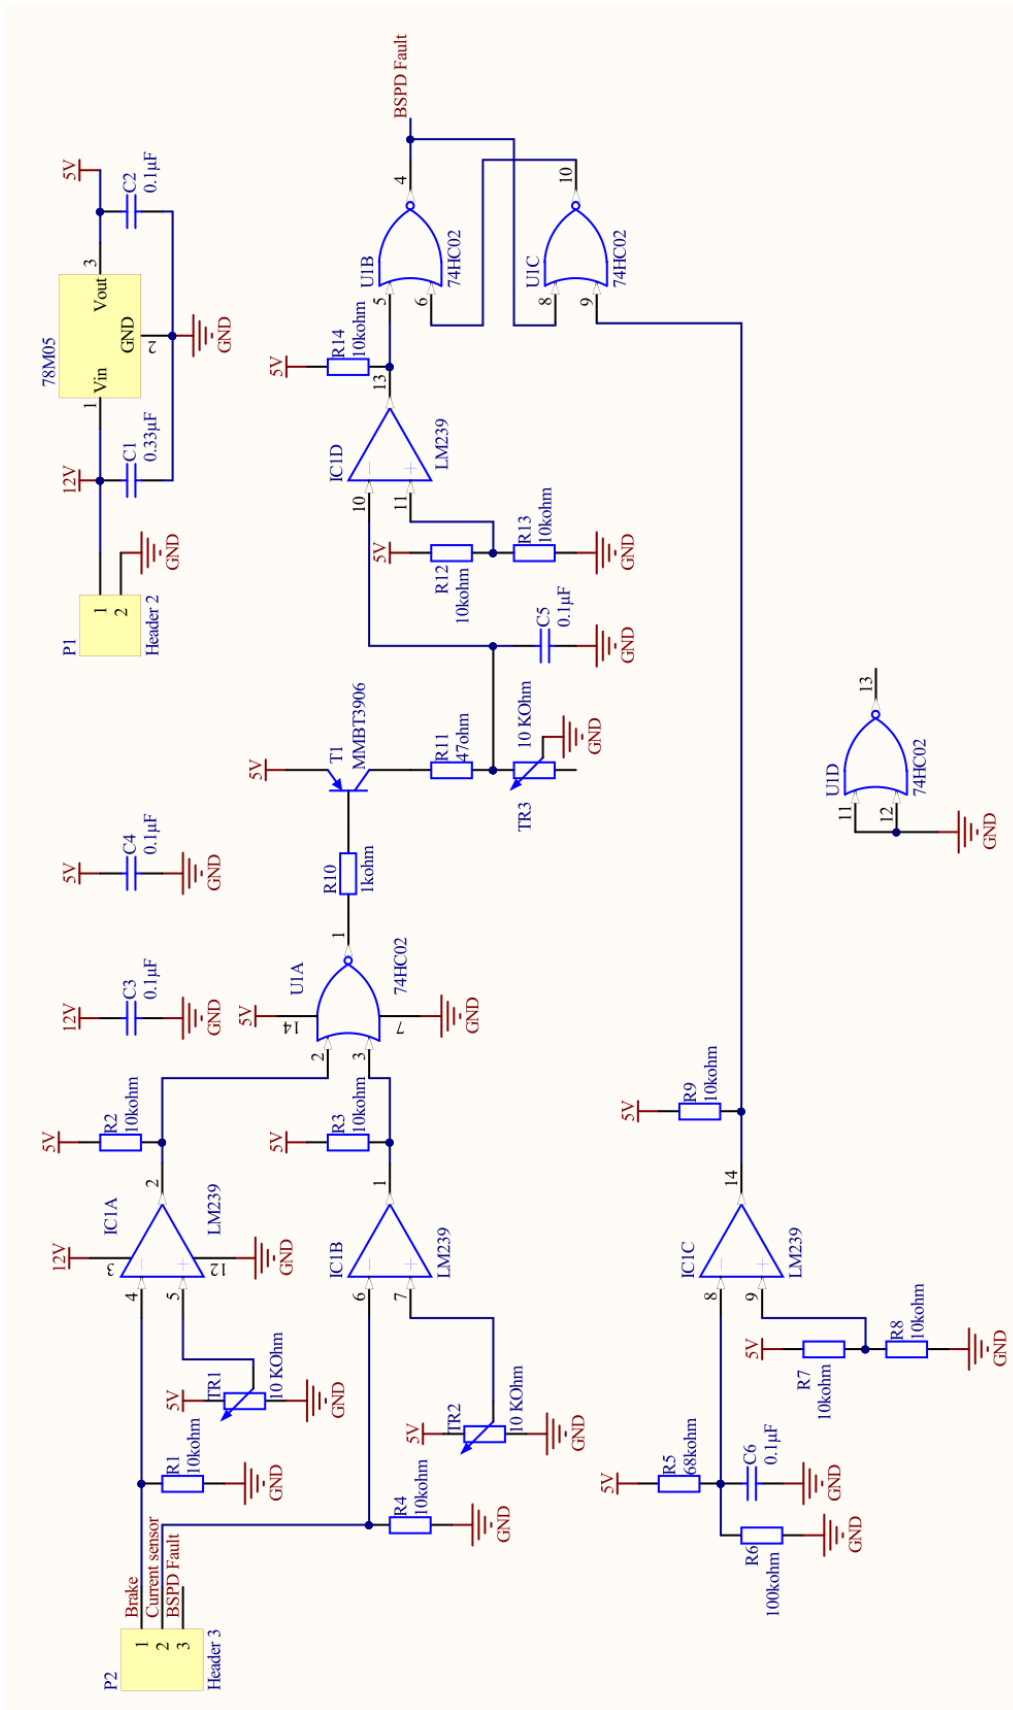 P2
Header 3
1
2
3
Brake
Current sensor
BSPD Fault
R1
10kohm
GND
R4
10kohm
GND
5V
TR1
10 KOhm
GND
5V
TR2
10 KOhm
GND
12V
IC1A
LM239
3
12
4
5
2
GND
IC1B
LM239
6
7
1
5V
R2
10kohm
5V
R3
10kohm
5V
R5
68kohm
R6
100kohm
GND
C6
0.1µF
GND
5V
R7
10kohm
R8
10kohm
GND
IC1C
LM239
8
9
14
5V
R9
10kohm
U1A
74HC02
5V
14
7
2
3
1
GND
12V
C3
0.1µF
GND
5V
C4
0.1µF
GND
R10
1kohm
5V
T1
MMBT3906
R11
47ohm
TR3
10 KOhm
GND
C5
0.1µF
GND
5V
R12
10kohm
R13
10kohm
GND
IC1D
LM239
10
11
13
5V
R14
10kohm
U1B
74HC02
5
6
4
BSPD Fault
U1C
74HC02
8
9
10
U1D
74HC02
11
12
13
GND
P1
Header 2
1
2
GND
12V
C1
0.33µF
78M05
Vin
GND
Vout
1
2
3
GND
5V
C2
0.1µF